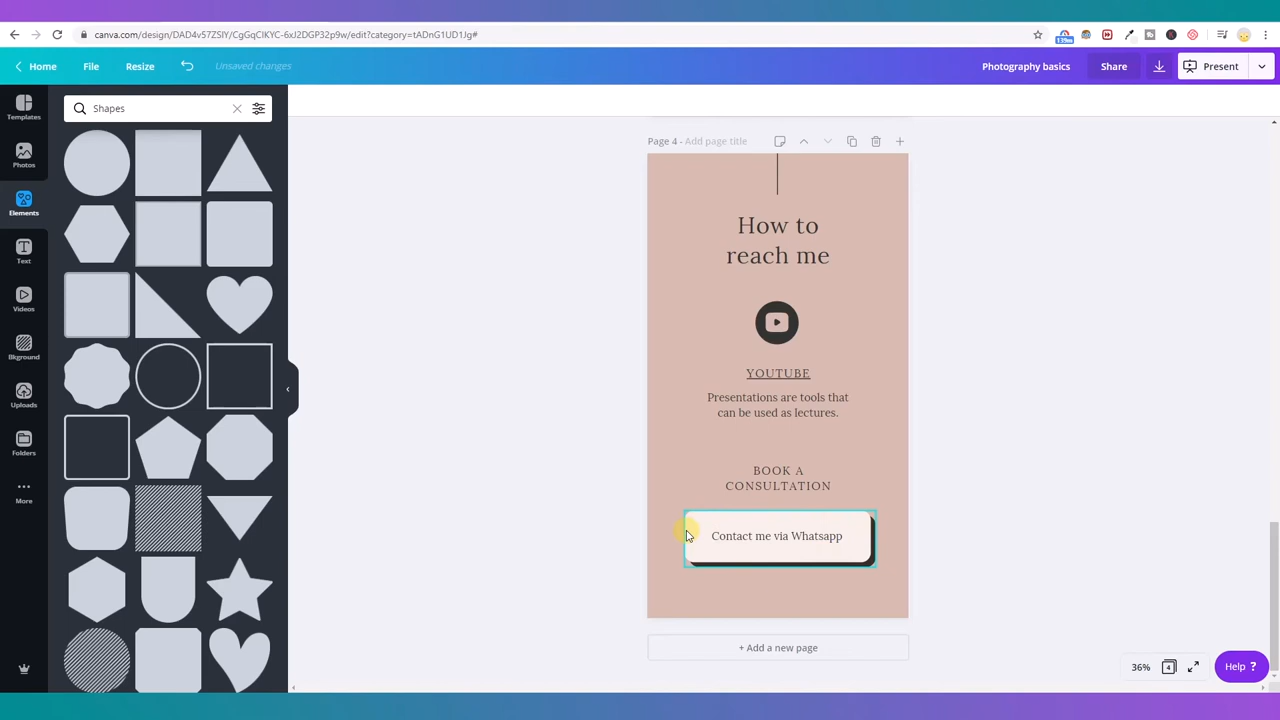 canva.com/design/DAD4v57ZSIY/CgGqCIKYC-6xJ2DGP32p9w/edit?category=tADnG1UD1Jg#
139m
Home
File
Resize
Unsaved changes
Photography basics
Share
Present
Templates
Photos
Elements
Text
Videos
Bkground
Uploads
Folders
More
Shapes
Page 4 - Add page title
How to
reach me
YOUTUBE
Presentations are tools that
can be used as lectures.
BOOK A
CONSULTATION
Contact me via Whatsapp
+ Add a new page
36%
4
Help ?